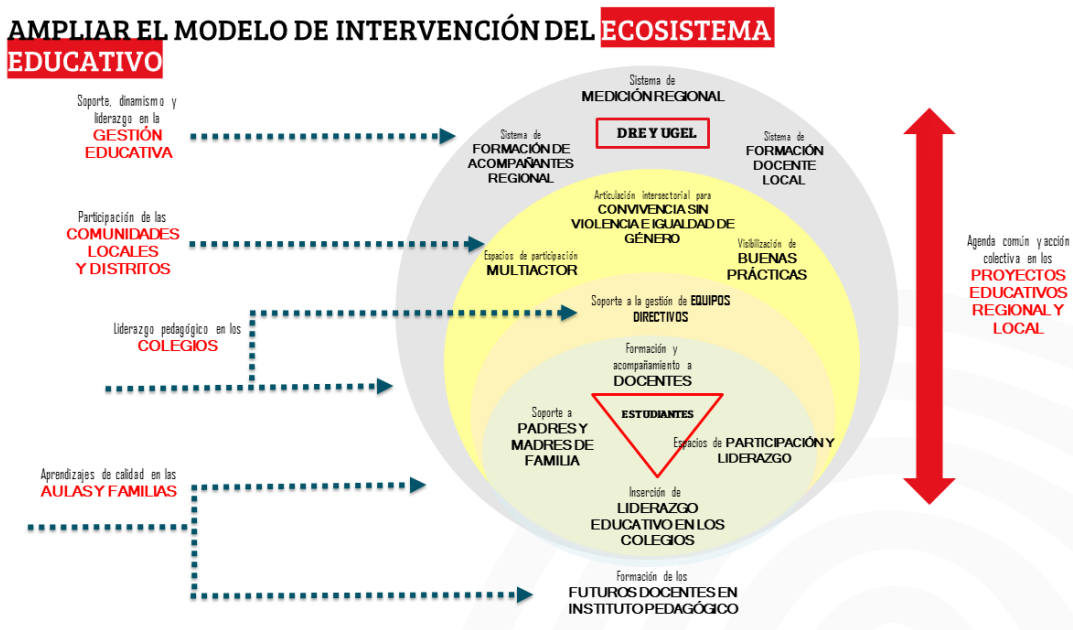 AMPLIAR EL MODELO DE INTERVENCIÓN DEL ECOSISTEMA
EDUCATIVO
Soporte, dinamismo y
liderazgo en la
GESTIÓN
EDUCATIVA
Participación de las
COMUNIDADES
LOCALES
Y DISTRITOS
Liderazgo pedagógico en los
COLEGIOS
Aprendizajes de calidad en las
AULAS Y FAMILIAS
Sistema de
MEDICIÓN REGIONAL
DRE Y UGEL
Sistema de
FORMACIÓN DE
ACOMPAÑANTES
REGIONAL
Sistema de
FORMACIÓN
DOCENTE
LOCAL
Articulación intersectorial para
CONVIVENCIA SIN
VIOLENCIA E IGUALDAD DE
GÉNERO
Espacios de participación
MULTIACTOR
Visibilización de
BUENAS
PRÁCTICAS
Soporte a la gestión de EQUIPOS
DIRECTIVOS
Formación y
acompañamiento a
DOCENTES
ESTUDIANTES
Soporte a
PADRES Y
MADRES DE
FAMILIA
Espacios de PARTICIPACIÓN Y
LIDERAZGO
Inserción de
LIDERAZGO
EDUCATIVO EN LOS
COLEGIOS
Formación de los
FUTUROS DOCENTES EN
INSTITUTO PEDAGÓGICO
Agenda común y acción
colectiva en los
PROYECTOS
EDUCATIVOS
REGIONAL Y
LOCAL